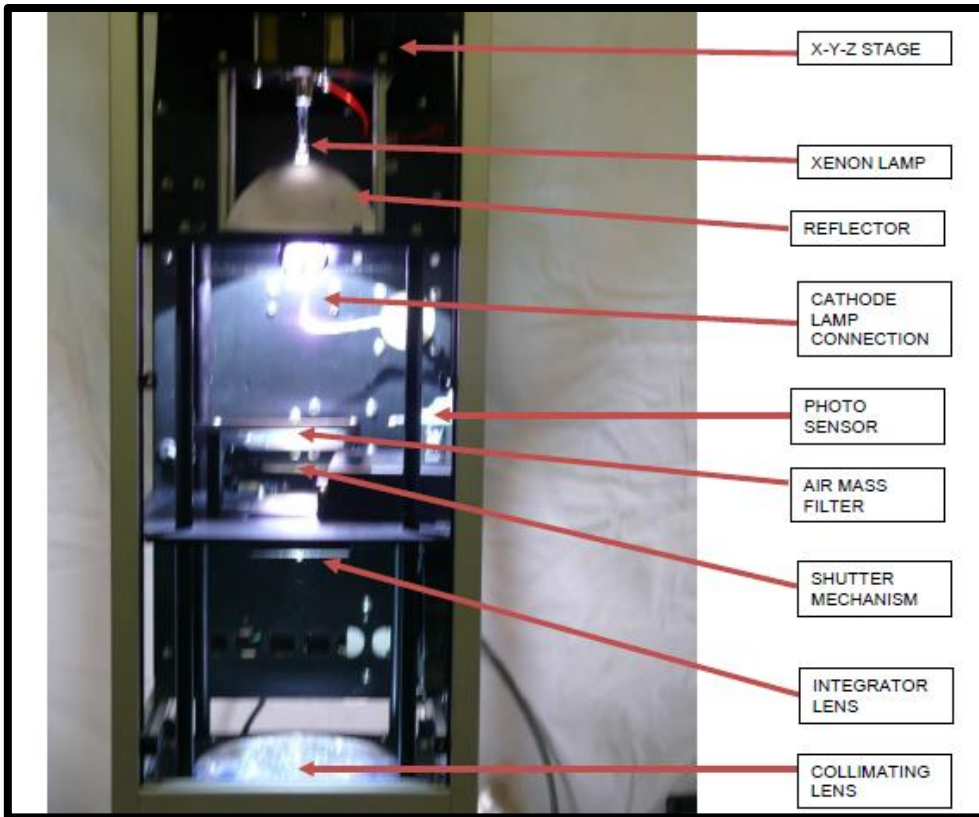 X-Y-Z STAGE
XENON LAMP
REFLECTOR
CATHODE
LAMP
CONNECTION
PHOTO
SENSOR
AIR MASS
FILTER
SHUTTER
MECHANISM
INTEGRATOR
LENS
COLLIMATING
LENS